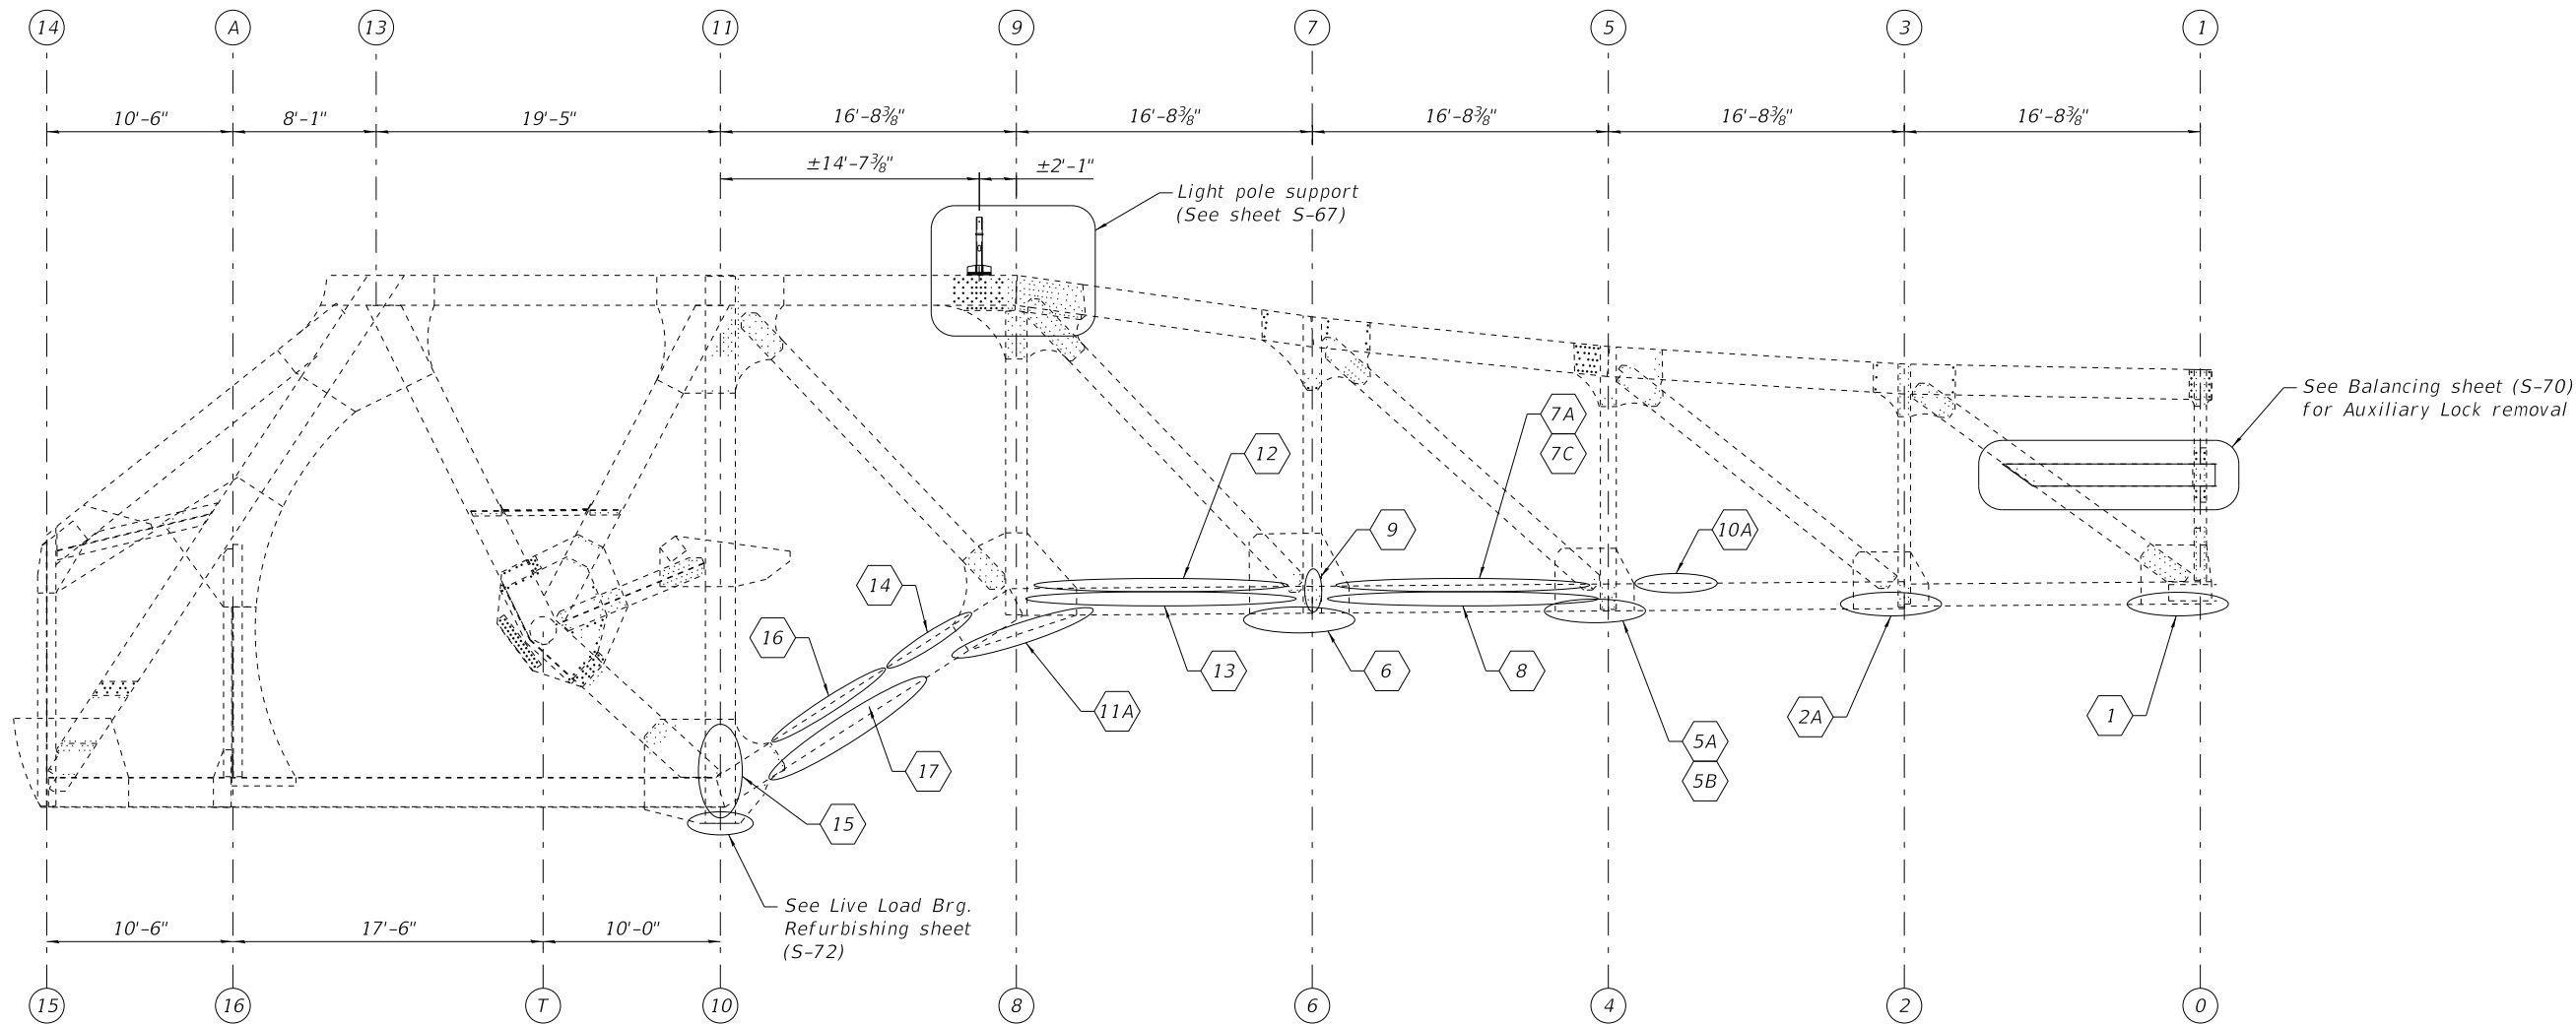 14 A 13 11 9 7 5 3 1
10'-6" 8'-1" 19'-5" 16'-8⅜" 16'-8⅜" 16'-8⅜" 16'-8⅜" 16'-8⅜"
±14'-7⅜" ±2'-1"
Light pole support
(See sheet S-67)
See Balancing sheet (S-70)
for Auxiliary Lock removal
7A
7C
12
9
10A
14
16
13
6
8
11A
2A
1
5A
5B
17
15
See Live Load Brg.
Refurbishing sheet
(S-72)
10'-6" 17'-6" 10'-0"
15 16 T 10 8 6 4 2 0